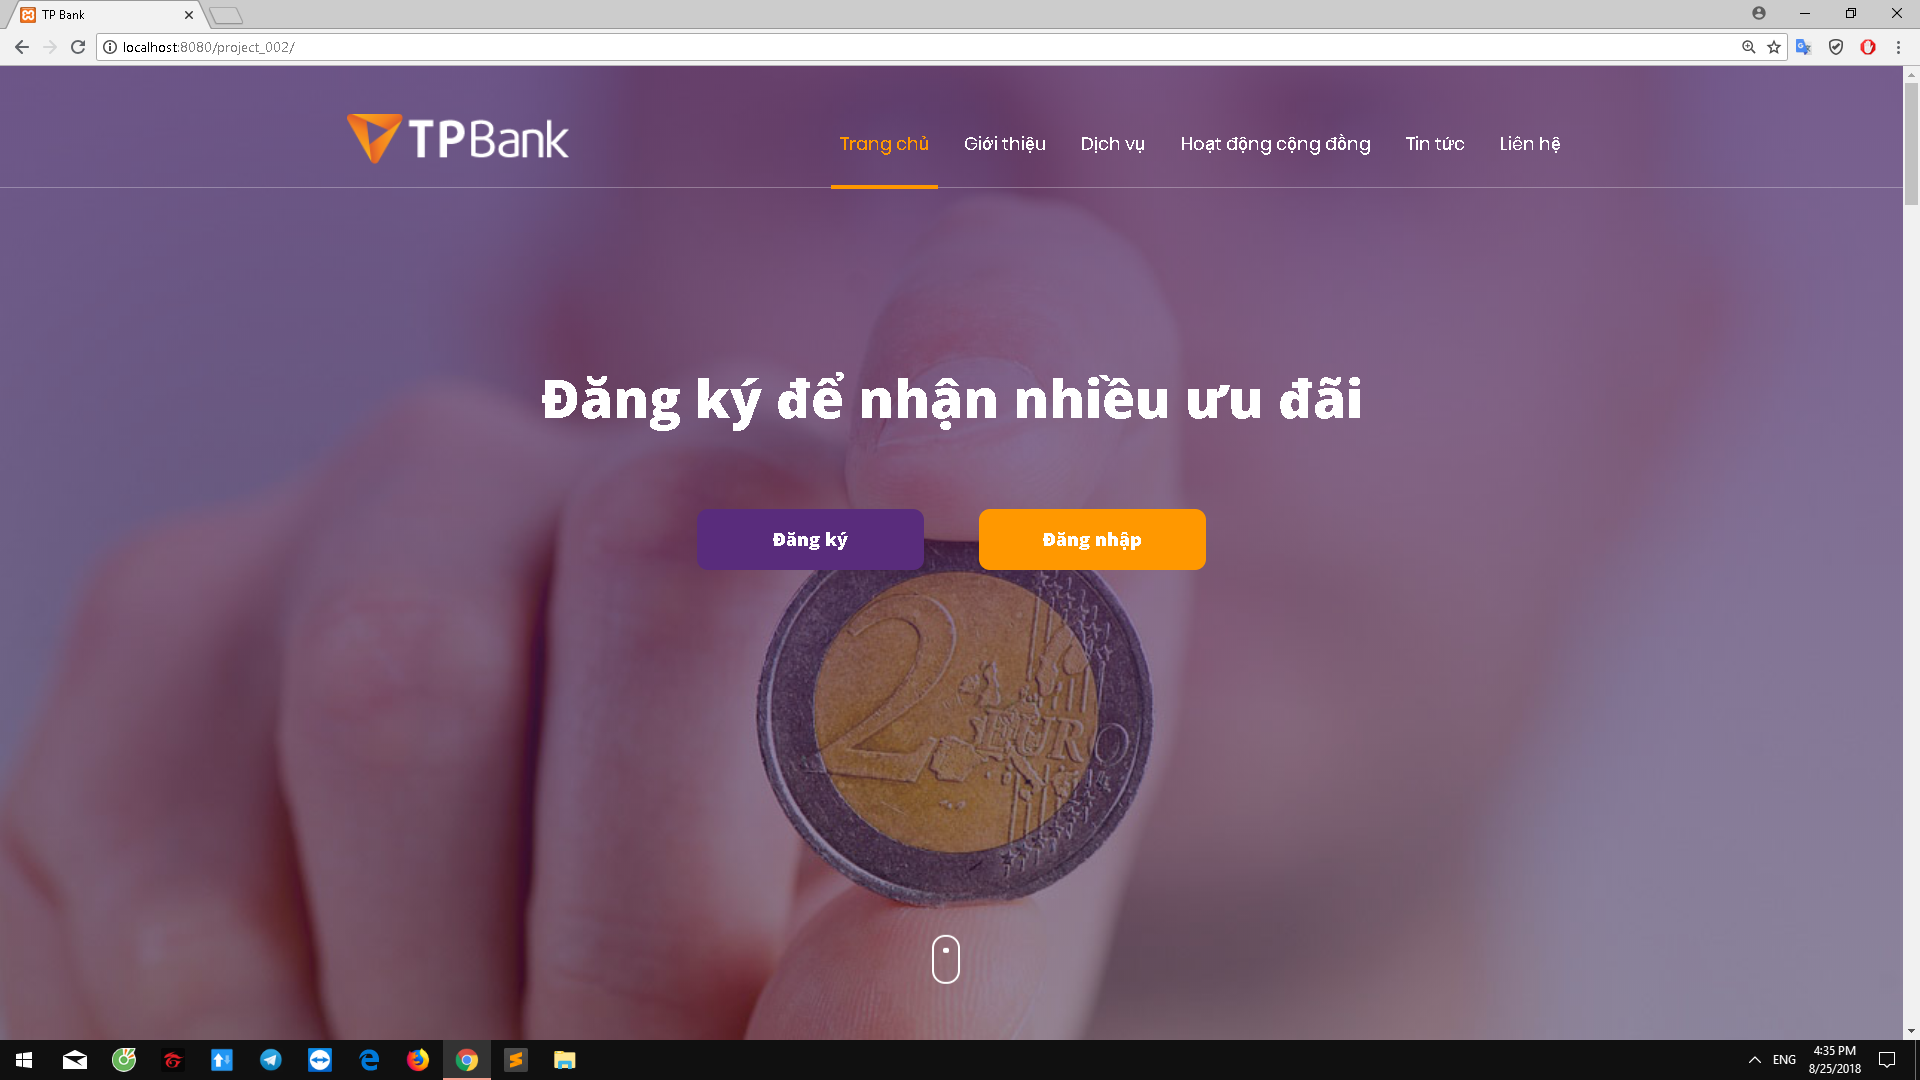 TP Bank
localhost:8080/project_002/
TPBank
Trang chủ
Giới thiệu
Dịch vụ
Hoạt động cộng đồng
Tin tức
Liên hệ
Đăng ký để nhận nhiều ưu đãi
Đăng ký
Đăng nhập
2
EURO
ENG
4:35 PM
8/25/2018